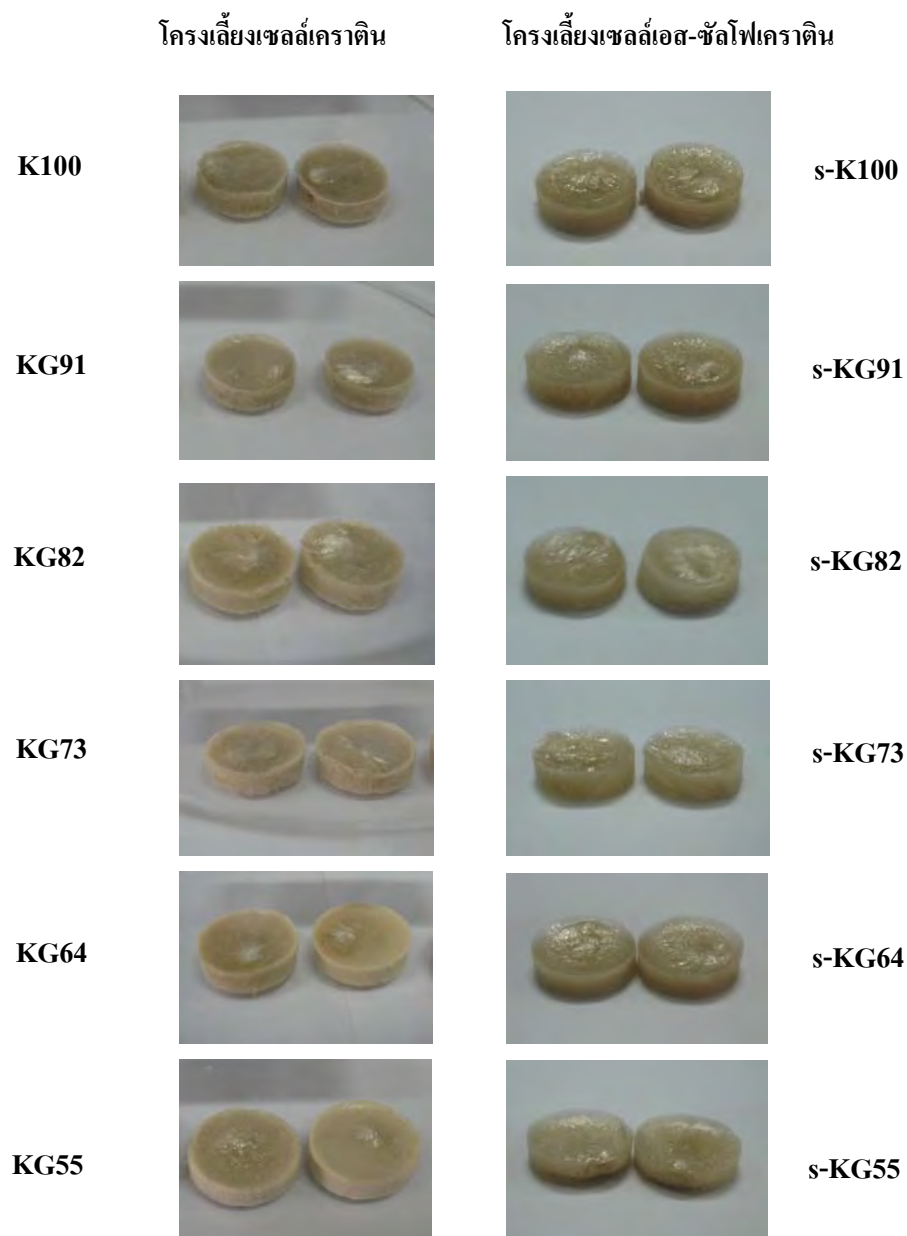 โครงเลี้ยงเซลล์เคราติน โครงเลี้ยงเซลล์เอส-ซัลโฟเคราติน
K100 s-K100
KG91 s-KG91
KG82 s-KG82
KG73 s-KG73
KG64 s-KG64
KG55 s-KG55